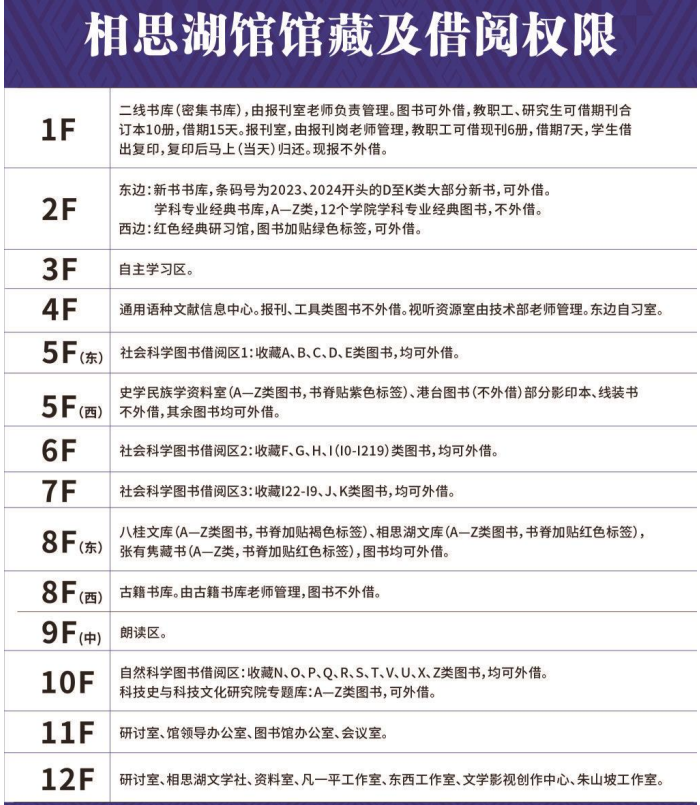 相思湖馆馆藏及借阅权限
1F
二线书库(密集书库),由报刊室老师负责管理。图书可外借,教职工、研究生可借期刊合
订本10册,借期15天。报刊室,由报刊岗老师管理,教职工可借现刊6册,借期7天,学生借
出复印,复印后马上(当天)归还。现报不外借。
2F
东边:新书书库,条码号为2023、2024开头的D至K类大部分新书,可外借。
学科专业经典书库,A—Z类,12个学院学科专业经典图书,不外借。
西边:红色经典研习馆,图书加贴绿色标签,可外借。
3F
自主学习区。
4F
通用语种文献信息中心。报刊、工具类图书不外借。视听资源室由技术部老师管理。东边自习室。
5F(东)
社会科学图书借阅区1:收藏A、B、C、D、E类图书,均可外借。
5F(西)
史学民族学资料室(A—Z类图书,书脊贴紫色标签)、港台图书(不外借)部分影印本、线装书
不外借,其余图书均可外借。
6F
社会科学图书借阅区2:收藏F、G、H、I(I0-I219)类图书,均可外借。
7F
社会科学图书借阅区3:收藏I22-I9、J、K类图书,均可外借。
8F(东)
八桂文库(A—Z类图书,书脊加贴褐色标签)、相思湖文库(A—Z类图书,书脊加贴红色标签),
张有隽藏书(A—Z类,书脊加贴红色标签),图书均可外借。
8F(西)
古籍书库。由古籍书库老师管理,图书不外借。
9F(中)
朗读区。
10F
自然科学图书借阅区:收藏N、O、P、Q、R、S、T、V、U、X、Z类图书,均可外借。
科技史与科技文化研究院专题库:A—Z类图书,可外借。
11F
研讨室、馆领导办公室、图书馆办公室、会议室。
12F
研讨室、相思湖文学社、资料室、凡一平工作室、东西工作室、文学影视创作中心、朱山坡工作室。